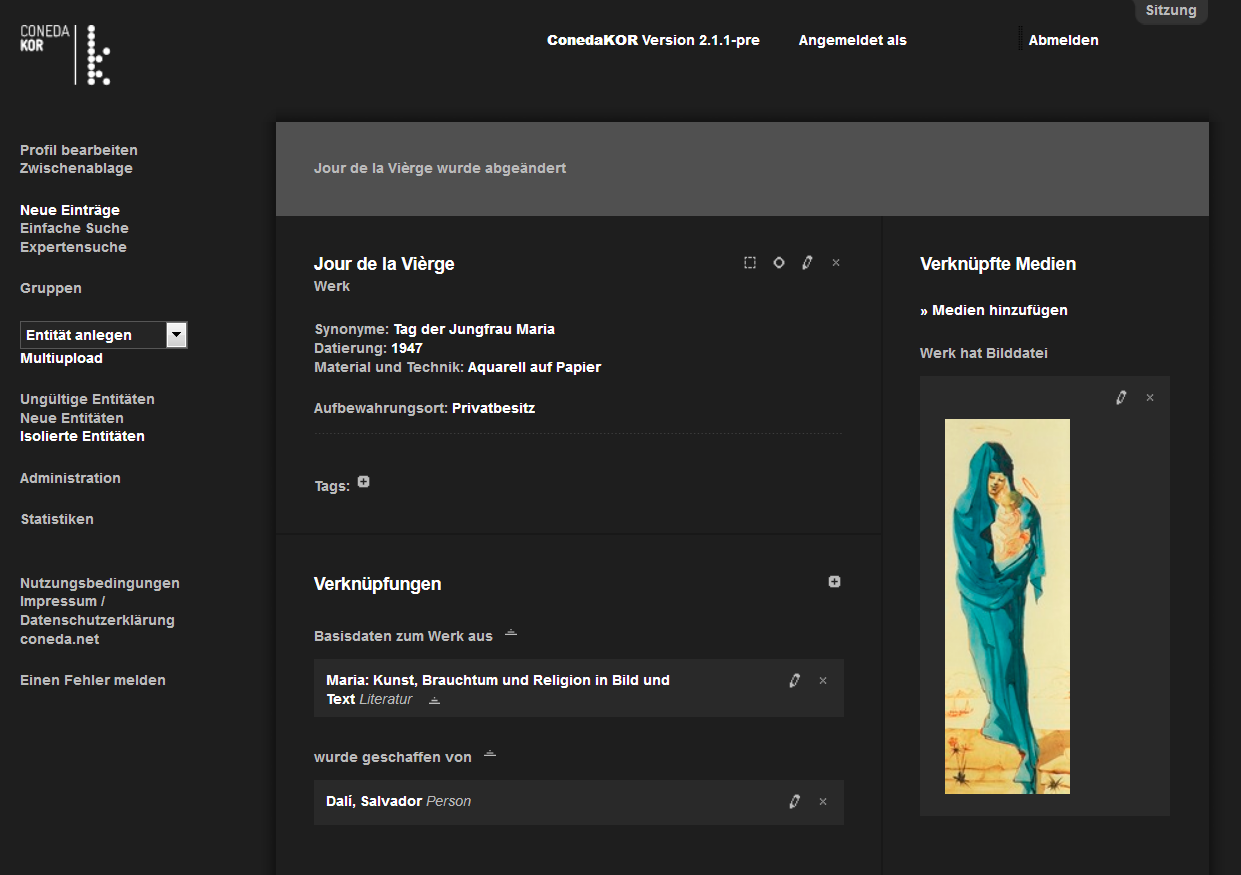 Sitzung
CONEDA
KOR
ConedaKOR Version 2.1.1-pre
Angemeldet als
Abmelden
Profil bearbeiten
Zwischenablage
Neue Einträge
Einfache Suche
Expertensuche
Gruppen
Entität anlegen
Multiupload
Ungültige Entitäten
Neue Entitäten
Isolierte Entitäten
Administration
Statistiken
Nutzungsbedingungen
Impressum /
Datenschutzerklärung
coneda.net
Einen Fehler melden
Jour de la Vièrge wurde abgeändert
Jour de la Vièrge
Werk
Synonyme: Tag der Jungfrau Maria
Datierung: 1947
Material und Technik: Aquarell auf Papier
Aufbewahrungsort: Privatbesitz
Tags:
Verknüpfungen
Basisdaten zum Werk aus
Maria: Kunst, Brauchtum und Religion in Bild und
Text Literatur
wurde geschaffen von
Dalí, Salvador Person
Verknüpfte Medien
» Medien hinzufügen
Werk hat Bilddatei